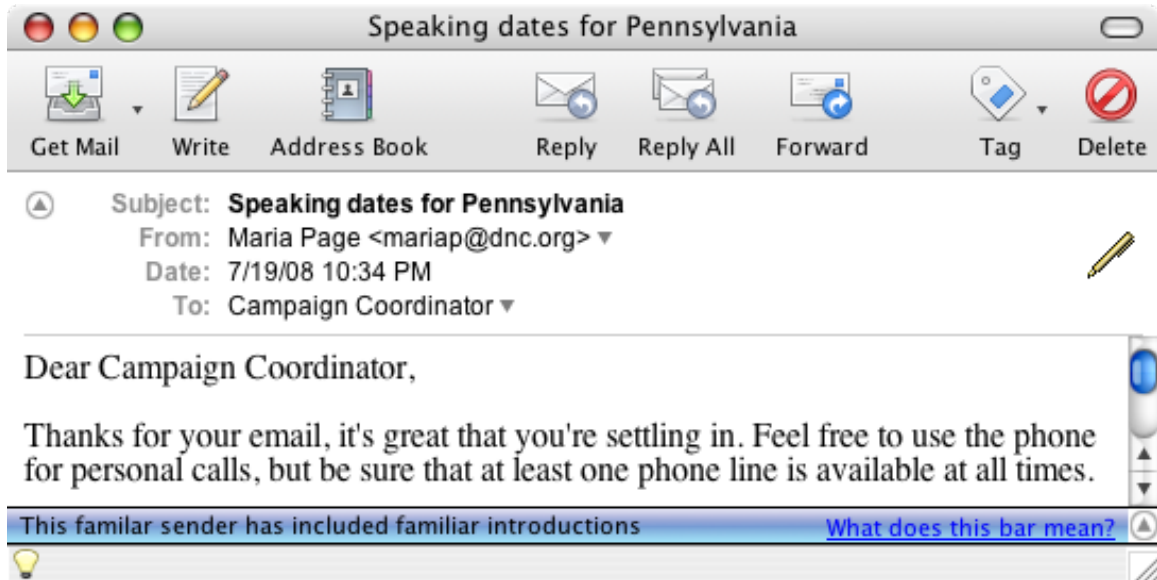 Speaking dates for Pennsylvania
Get Mail Write Address Book Reply Reply All Forward Tag Delete
Subject: Speaking dates for Pennsylvania
From: Maria Page <mariap@dnc.org>
Date: 7/19/08 10:34 PM
To: Campaign Coordinator
Dear Campaign Coordinator,
Thanks for your email, it's great that you're settling in. Feel free to use the phone
for personal calls, but be sure that at least one phone line is available at all times.
This familar sender has included familiar introductions What does this bar mean?